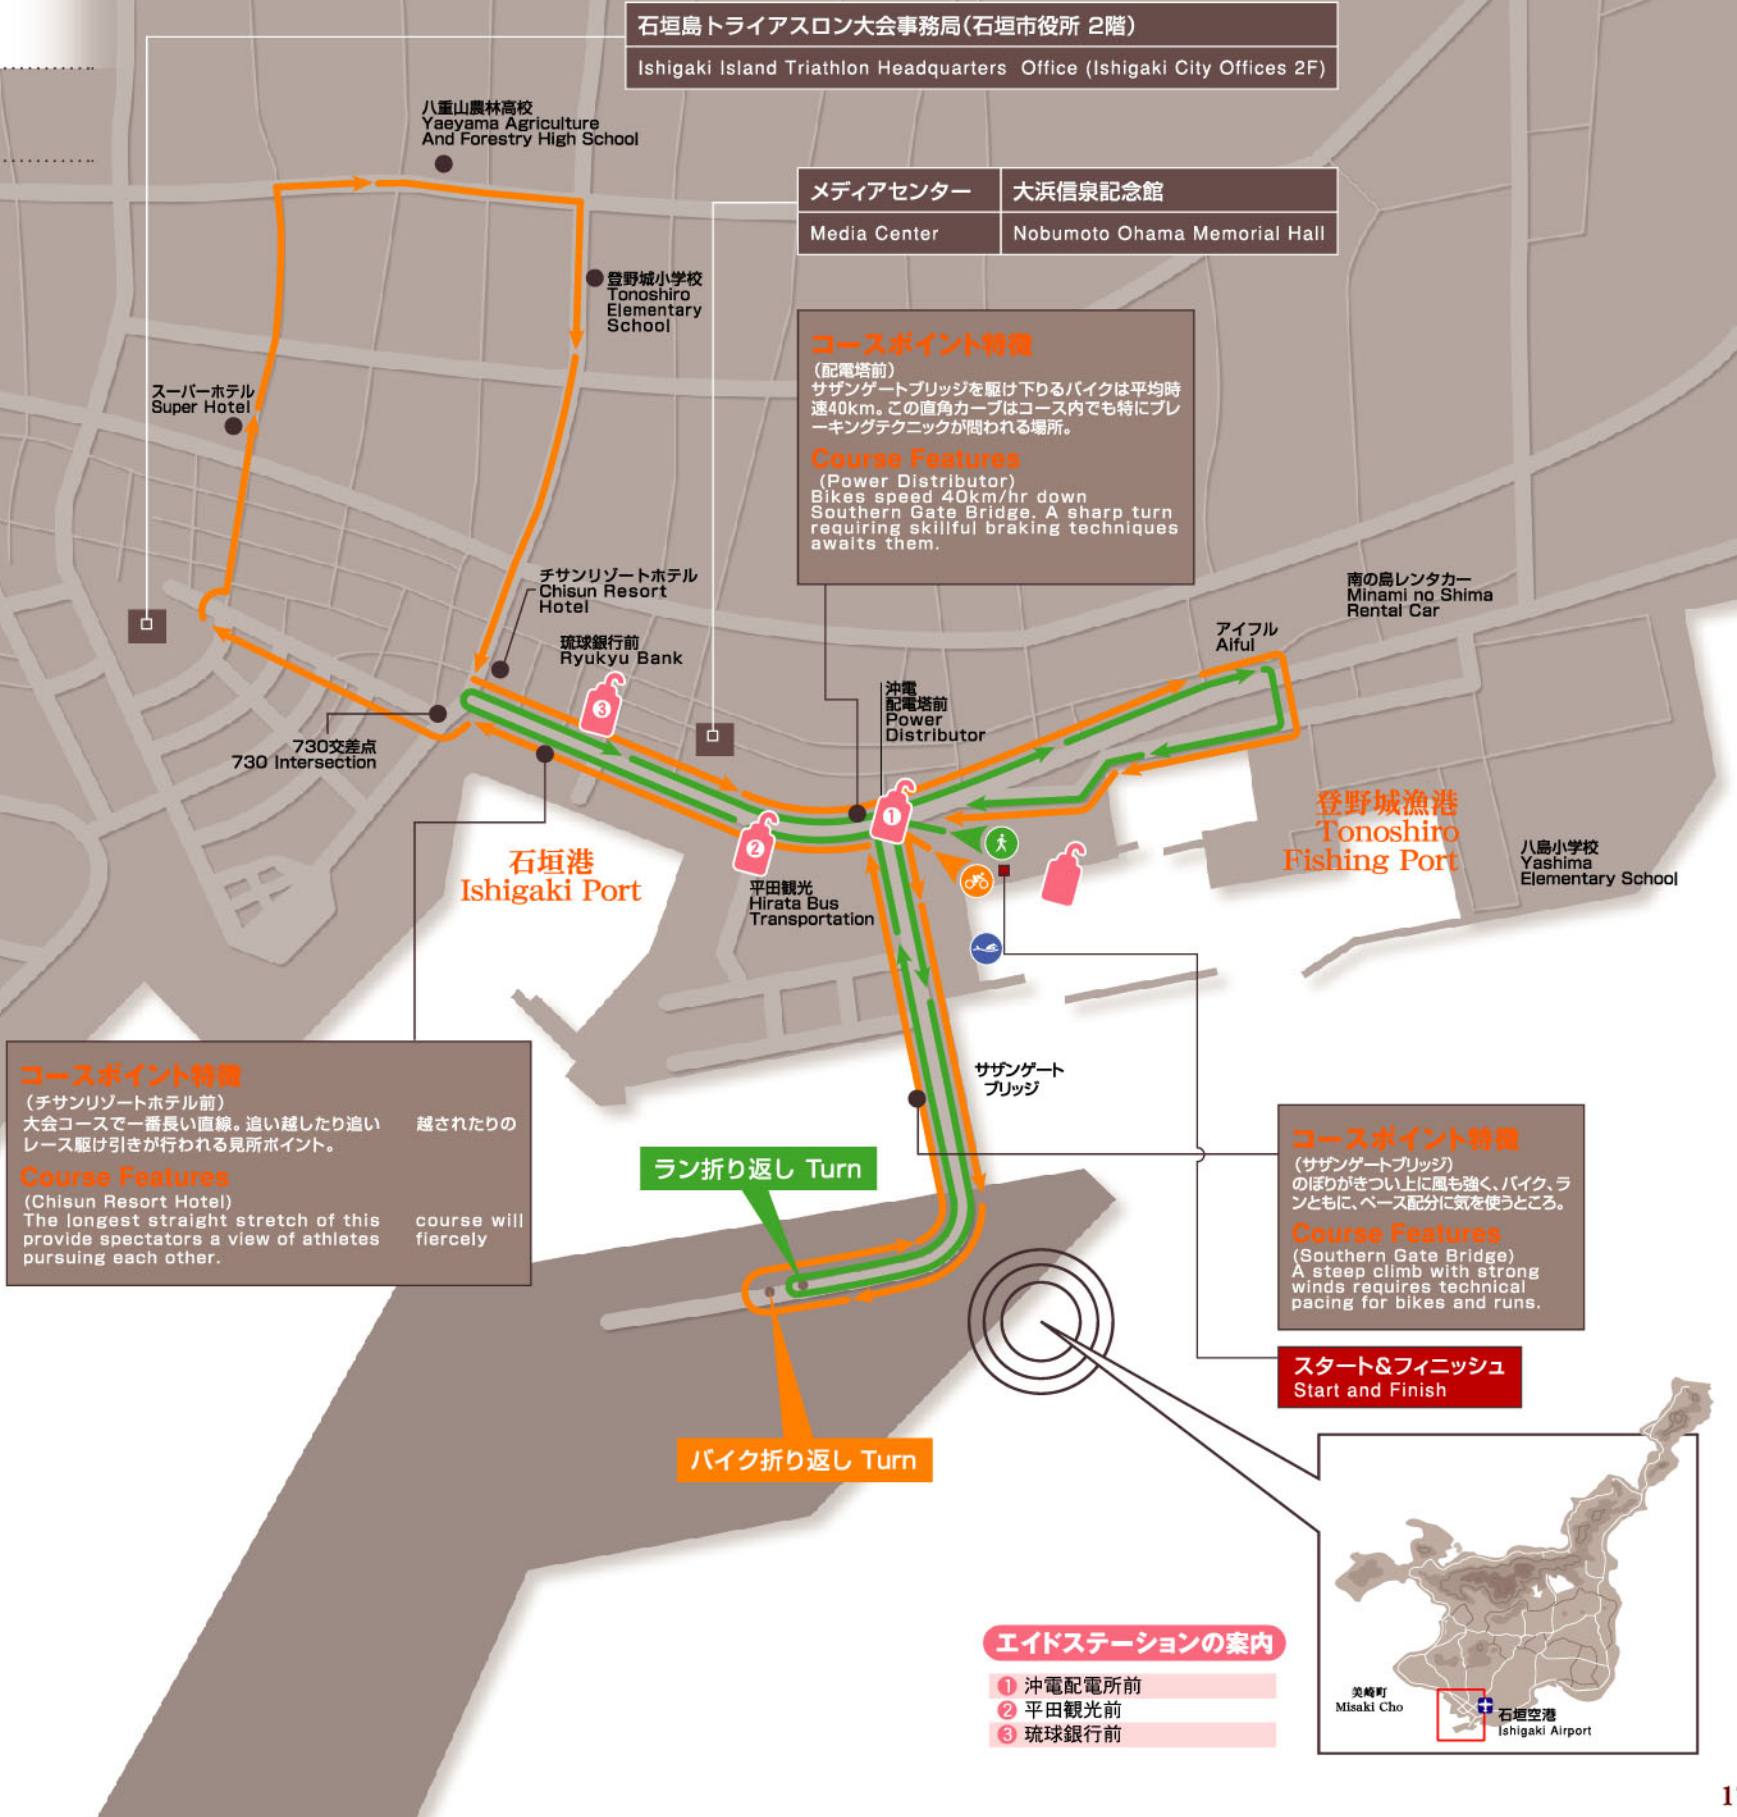 石垣島トライアスロン大会事務局(石垣市役所 2階)
Ishigaki Island Triathlon Headquarters Office (Ishigaki City Offices 2F)
八重山農林高校
Yaeyama Agriculture
And Forestry High School
メディアセンター
大浜信泉記念館
Media Center
Nobumoto Ohama Memorial Hall
登野城小学校
Tonoshiro
Elementary
School
スーパーホテル
Super Hotel
コースポイント特徴
(配電塔前)
サザンゲートブリッジを駆け下りるバイクは平均時
速40km。この直角カーブはコース内でも特にブレ
ーキングテクニックが問われる場所。
Course Features
(Power Distributor)
Bikes speed 40km/hr down
Southern Gate Bridge. A sharp turn
requiring skillful braking techniques
awaits them.
チサンリゾートホテル
Chisun Resort
Hotel
琉球銀行前
Ryukyu Bank
3
南の島レンタカー
Minami no Shima
Rental Car
アイフル
Aiful
沖電
配電塔前
Power
Distributor
730交差点
730 Intersection
1
2
石垣港
Ishigaki Port
平田観光
Hirata Bus
Transportation
登野城漁港
Tonoshiro
Fishing Port
八島小学校
Yashima
Elementary School
サザンゲート
ブリッジ
コースポイント特徴
(チサンリゾートホテル前)
大会コースで一番長い直線。追い越したり追い 越されたりの
レース駆け引きが行われる見所ポイント。
Course Features
(Chisun Resort Hotel)
The longest straight stretch of this course will
provide spectators a view of athletes fiercely
pursuing each other.
ラン折り返し Turn
コースポイント特徴
(サザンゲートブリッジ)
のぼりがきつい上に風も強く、バイク、ラ
ンともに、ペース配分に気を使うところ。
Course Features
(Southern Gate Bridge)
A steep climb with strong
winds requires technical
pacing for bikes and runs.
スタート&フィニッシュ
Start and Finish
バイク折り返し Turn
エイドステーションの案内
1 沖電配電所前
2 平田観光前
3 琉球銀行前
美崎町
Misaki Cho
石垣空港
Ishigaki Airport